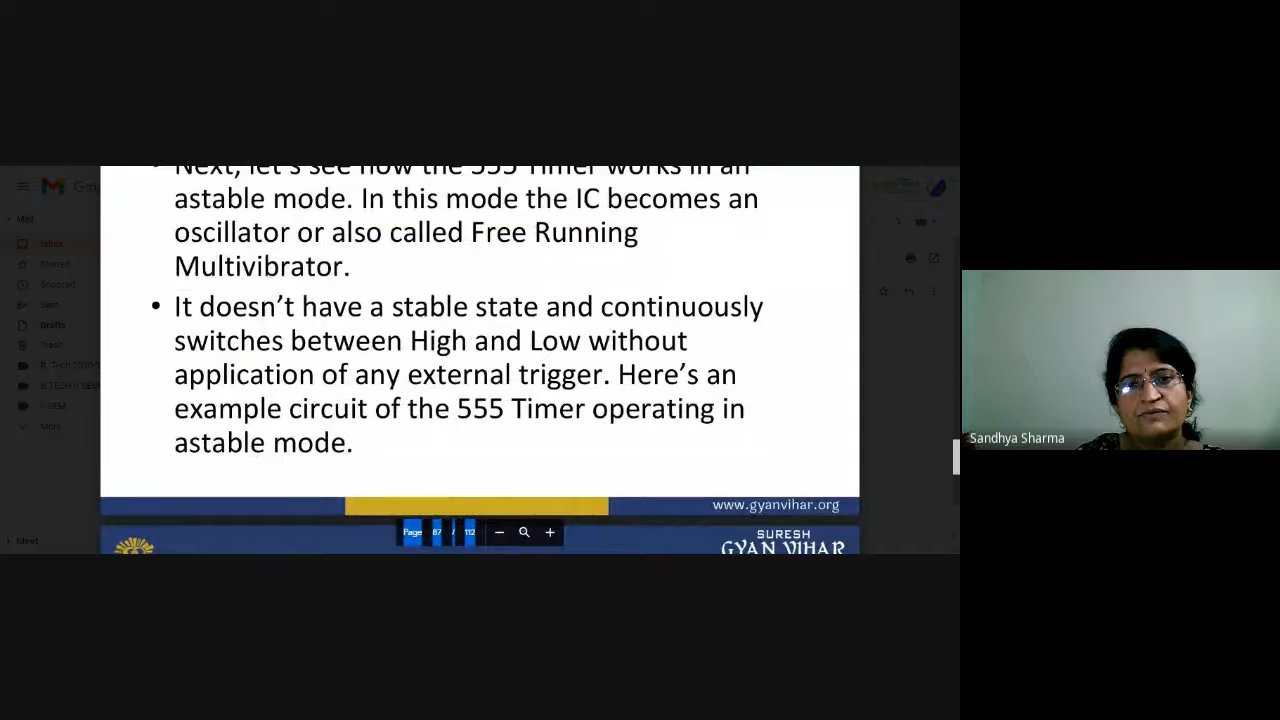 Next, let's see how the 555 Timer works in an
astable mode. In this mode the IC becomes an
oscillator or also called Free Running
Multivibrator.
• It doesn’t have a stable state and continuously
switches between High and Low without
application of any external trigger. Here’s an
example circuit of the 555 Timer operating in
astable mode.
www.gyanvihar.org
Page 87 / 112
SURESH
GYAN VIHAR
Mail
Inbox
Starred
Snoozed
Sent
Drafts
Trash
B.TECH II SEM
II SEM
More
Meet
Sandhya Sharma